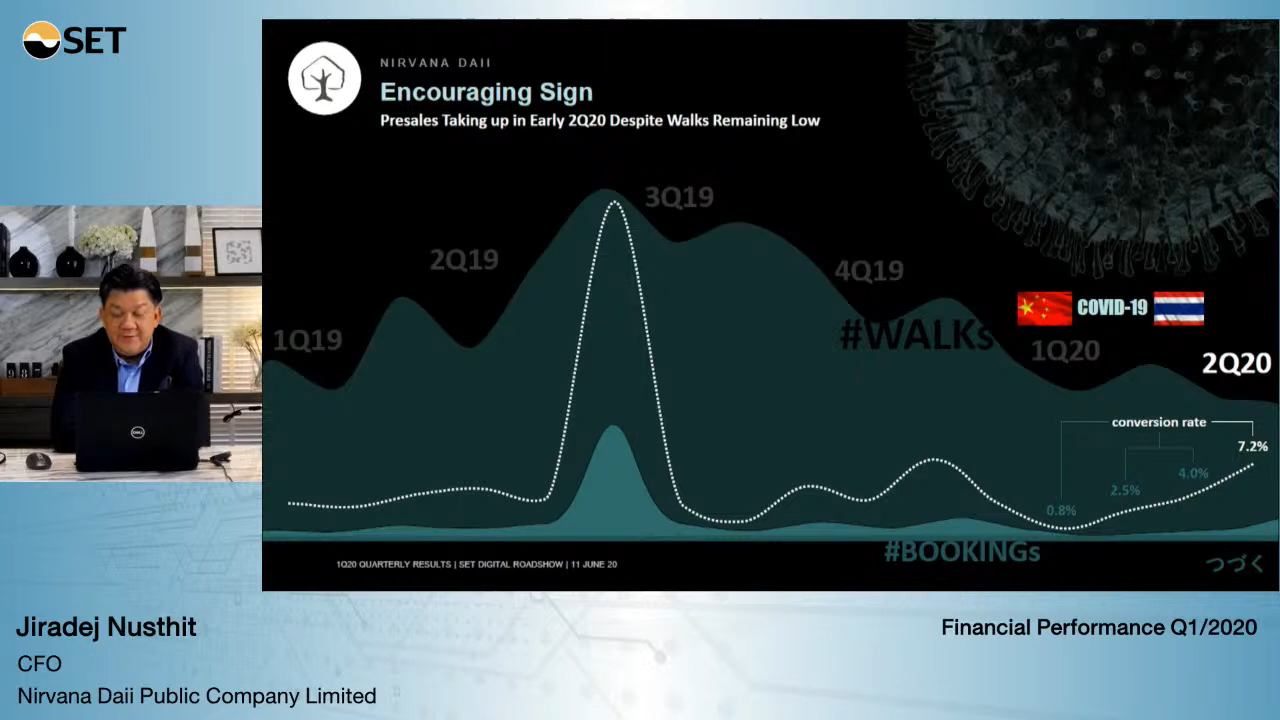 SET
NIRVANA DAII
Encouraging Sign
Presales Taking up in Early 2Q20 Despite Walks Remaining Low
3Q19
2Q19
4Q19
COVID-19
#WALKs
1Q19
1Q20
2Q20
conversion rate
7.2%
4.0%
2.5%
0.8%
#BOOKINGs
1Q20 QUARTERLY RESULTS | SET DIGITAL ROADSHOW | 11 JUNE 20
つづく
DELL
Jiradej Nusthit
Financial Performance Q1/2020
CFO
Nirvana Daii Public Company Limited